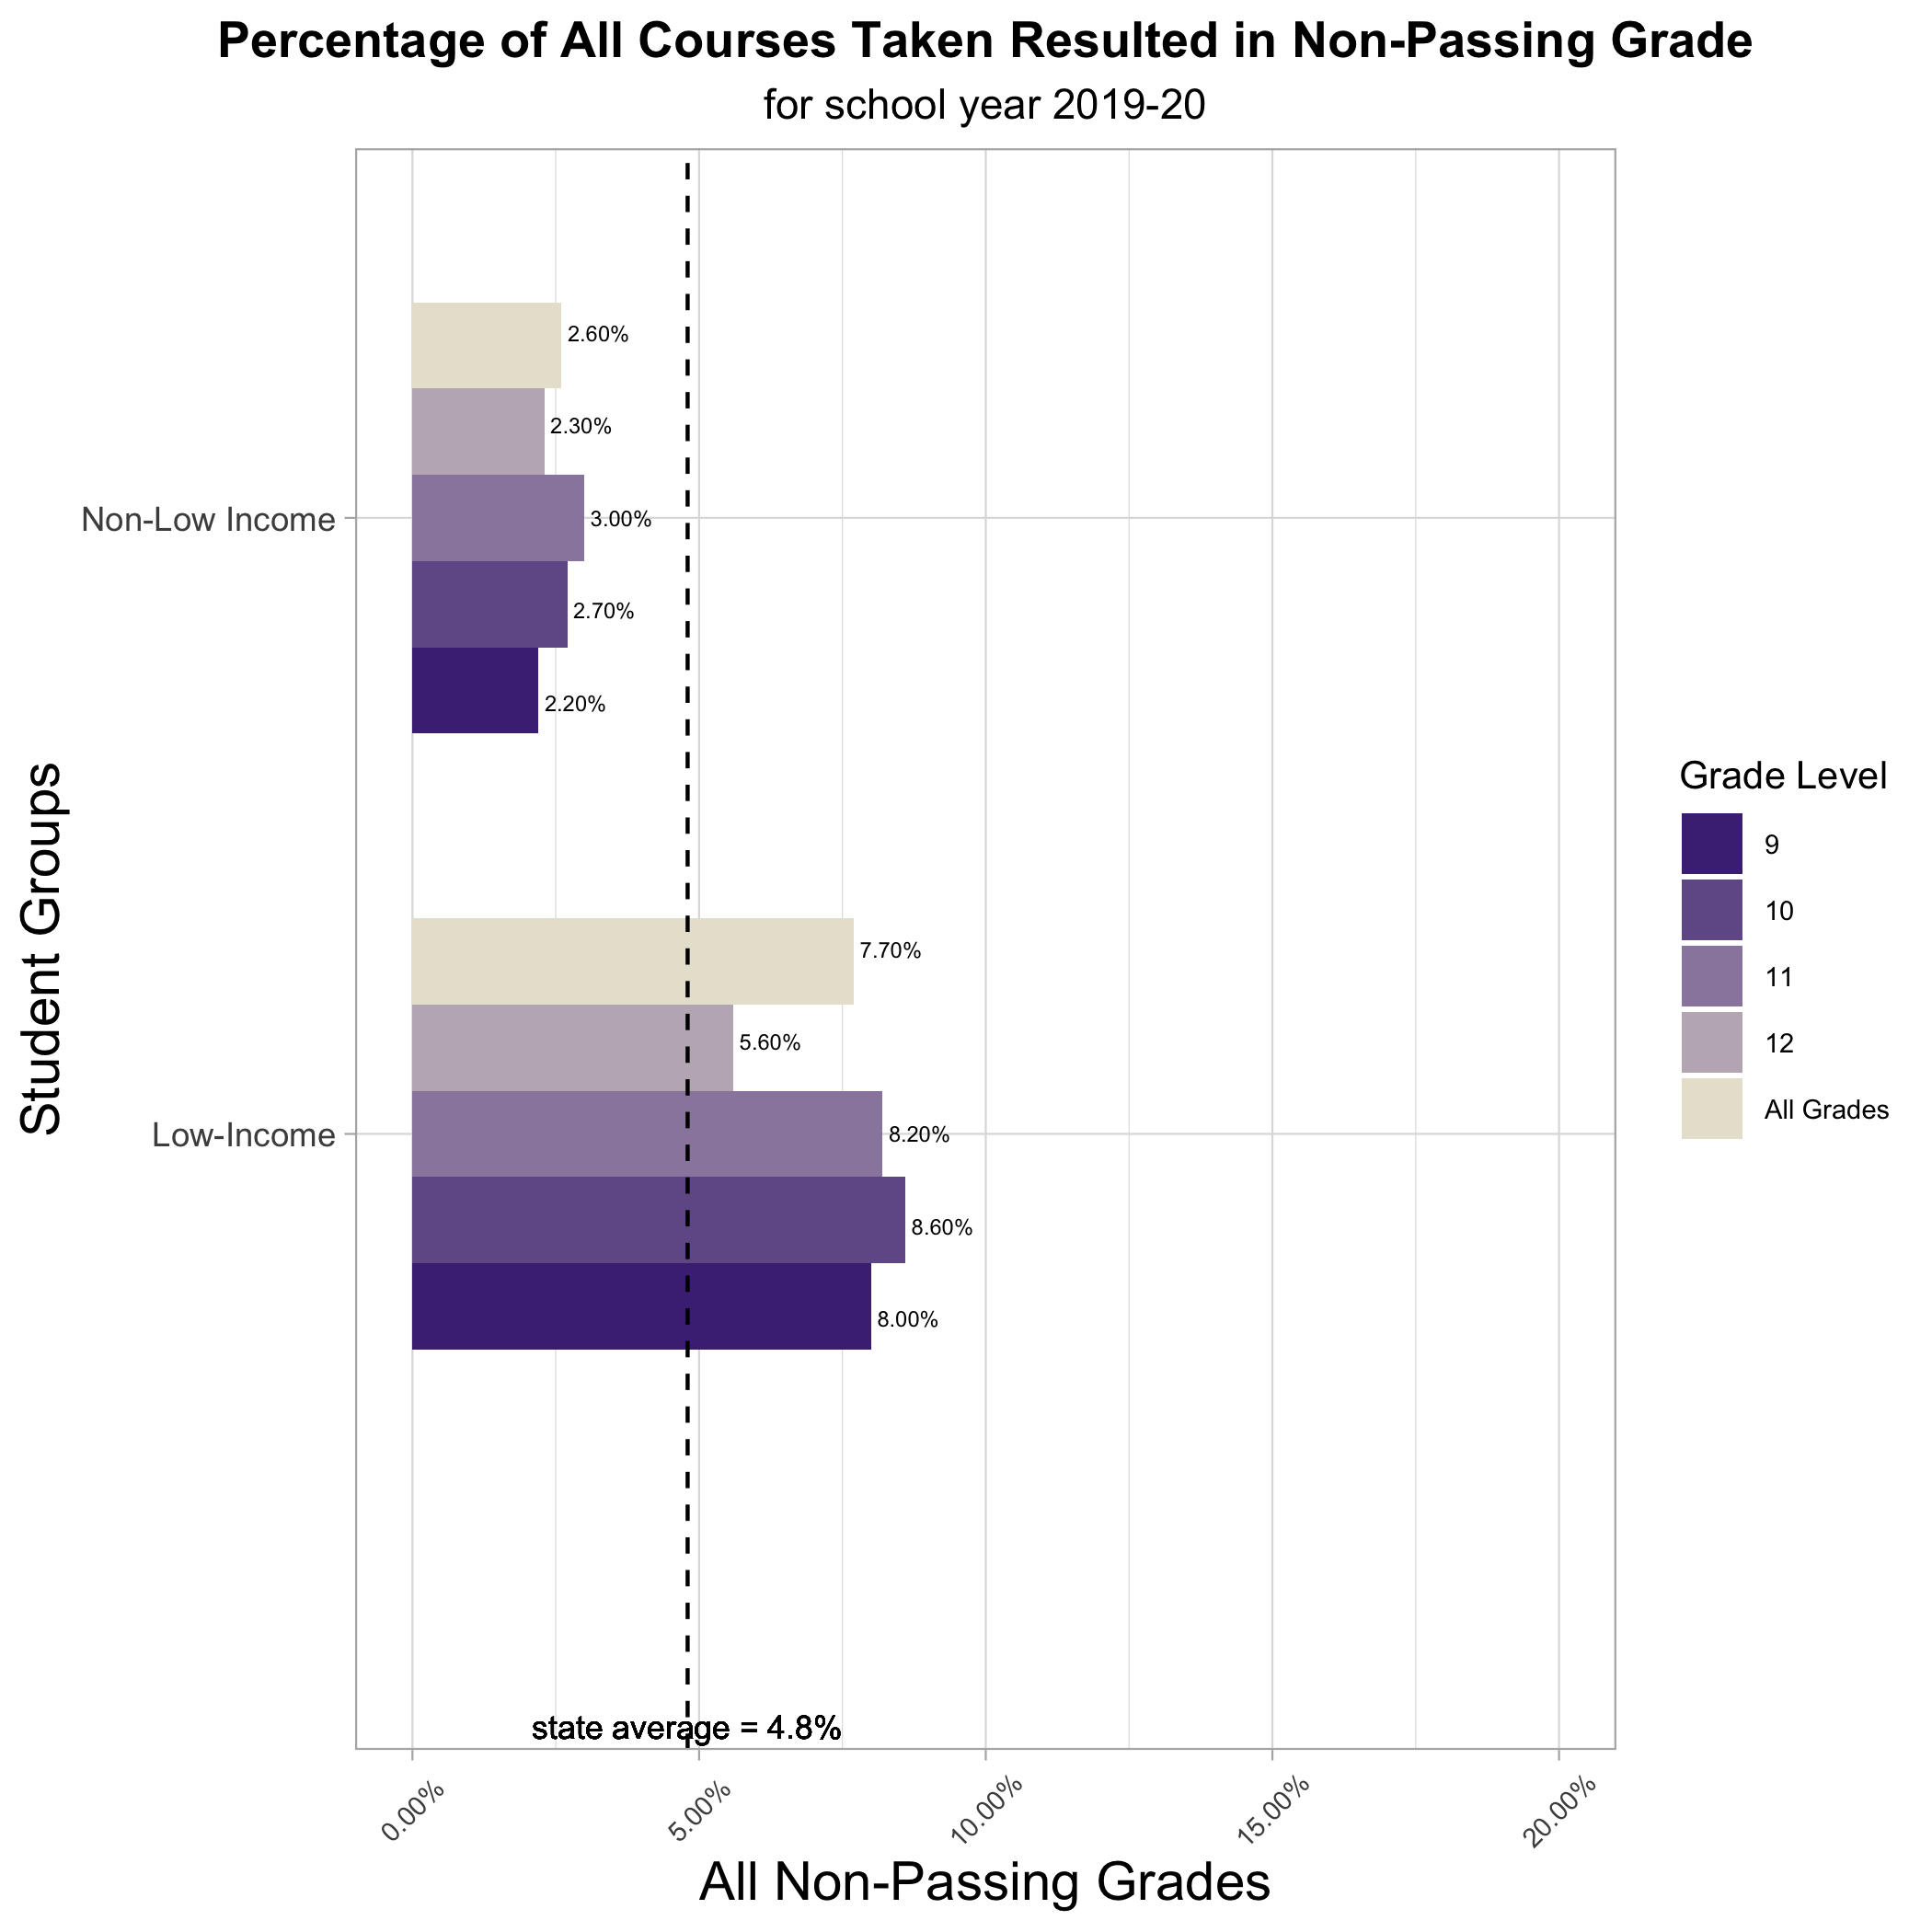 Percentage of All Courses Taken Resulted in Non-Passing Grade
for school year 2019-20
Student Groups
Non-Low Income
2.60%
2.30%
3.00%
2.70%
2.20%
Low-Income
7.70%
5.60%
8.20%
8.60%
8.00%
state average = 4.8%
0.00%
5.00%
10.00%
15.00%
20.00%
All Non-Passing Grades
Grade Level
9
10
11
12
All Grades